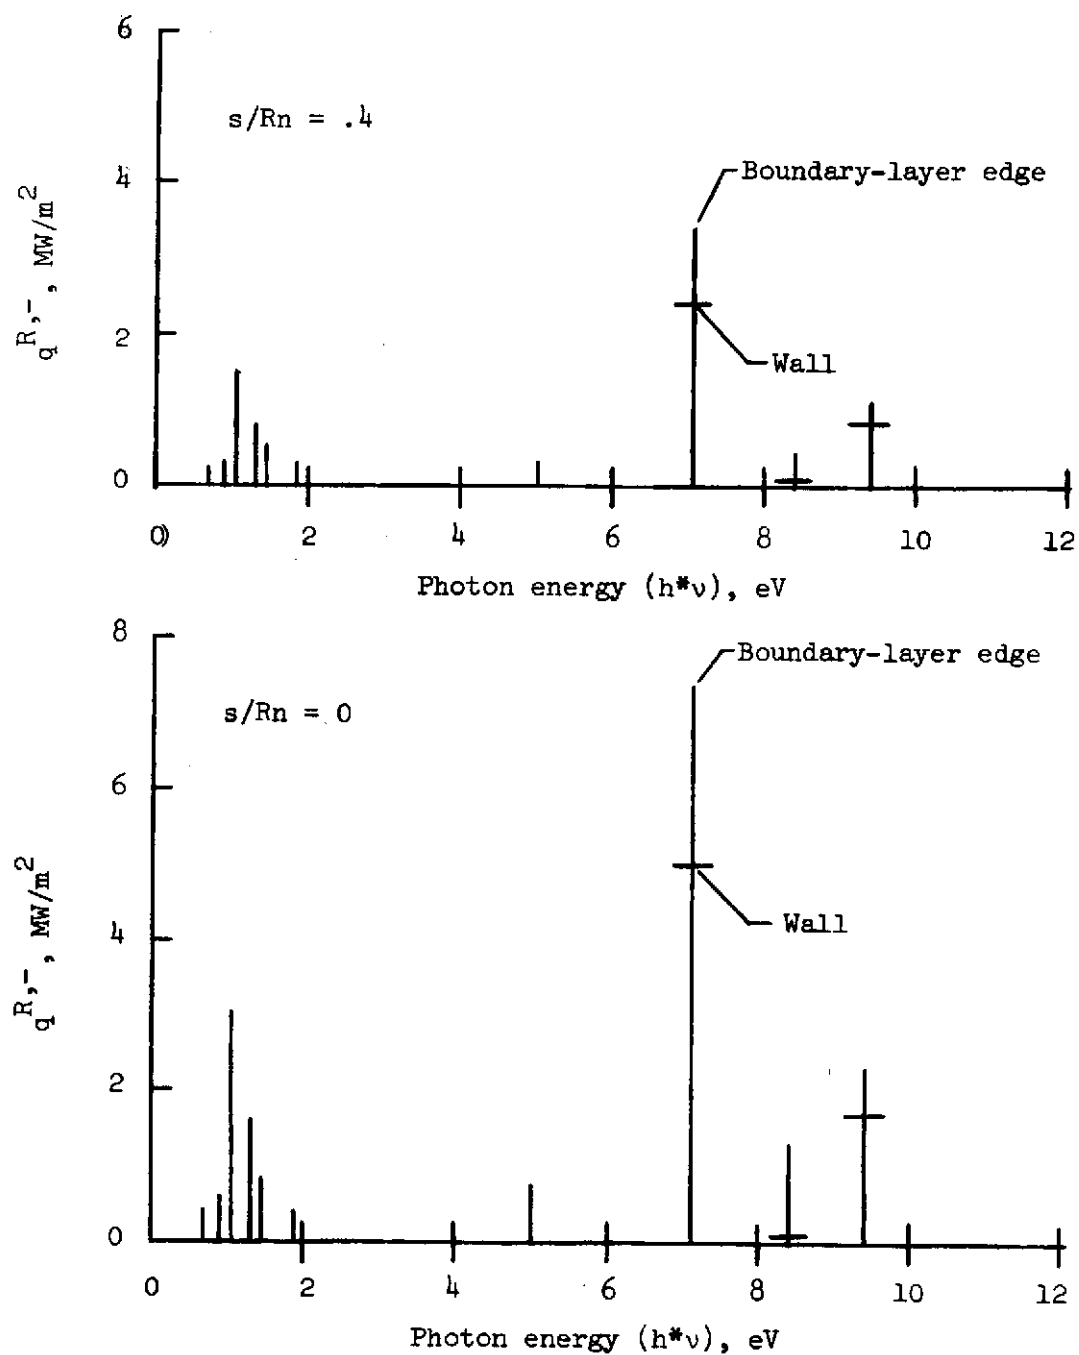 6
s/Rn = .4
Boundary-layer edge
4
q^R,-, MW/m^2
2
Wall
0
0 2 4 6 8 10 12
Photon energy (h*ν), eV
8
Boundary-layer edge
s/Rn = 0
6
q^R,-, MW/m^2
4
Wall
2
0
0 2 4 6 8 10 12
Photon energy (h*ν), eV